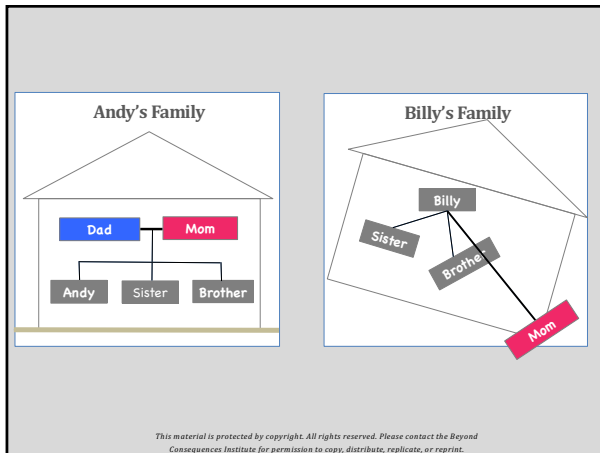 Andy's Family
Dad
Mom
Andy
Sister
Brother
Billy's Family
Billy
Sister
Brother
Mom
This material is protected by copyright. All rights reserved. Please contact the Beyond
Consequences Institute for permission to copy, distribute, replicate, or reprint.